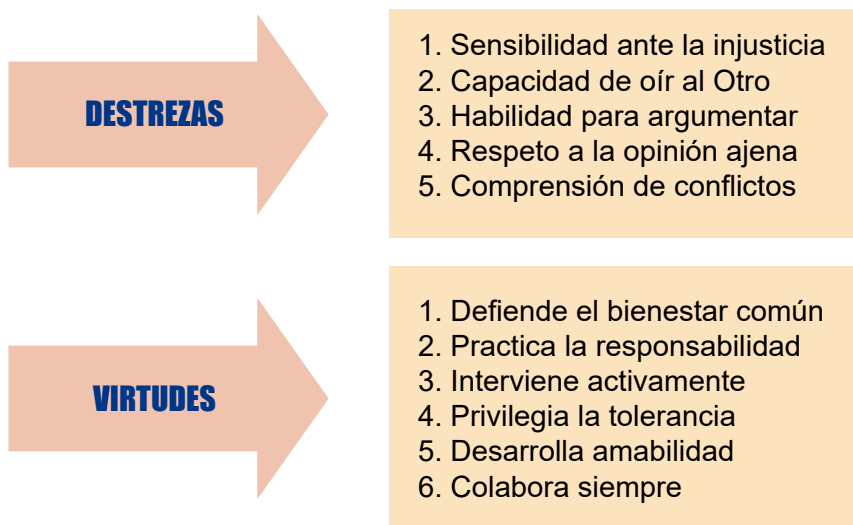 DESTREZAS
1. Sensibilidad ante la injusticia
2. Capacidad de oír al Otro
3. Habilidad para argumentar
4. Respeto a la opinión ajena
5. Comprensión de conflictos
VIRTUDES
1. Defiende el bienestar común
2. Practica la responsabilidad
3. Interviene activamente
4. Privilegia la tolerancia
5. Desarrolla amabilidad
6. Colabora siempre